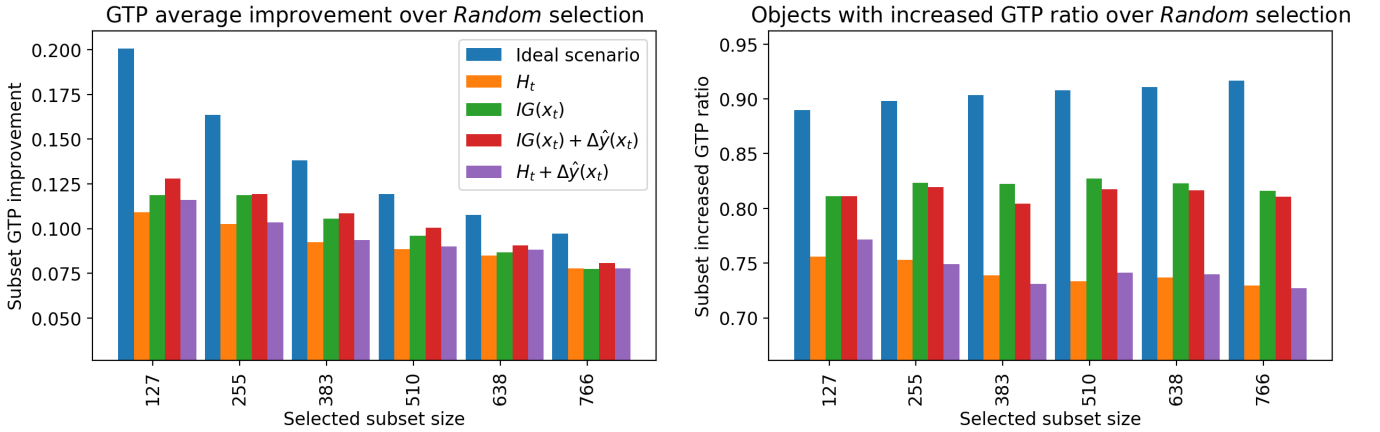 GTP average improvement over Random selection
Subset GTP improvement
0.200
0.175
0.150
0.125
0.100
0.075
0.050
Ideal scenario
Hₜ
IG(xₜ)
IG(xₜ) + Δŷ(xₜ)
Hₜ + Δŷ(xₜ)
127
255
383
510
638
766
Selected subset size
Objects with increased GTP ratio over Random selection
Subset increased GTP ratio
0.95
0.90
0.85
0.80
0.75
0.70
127
255
383
510
638
766
Selected subset size